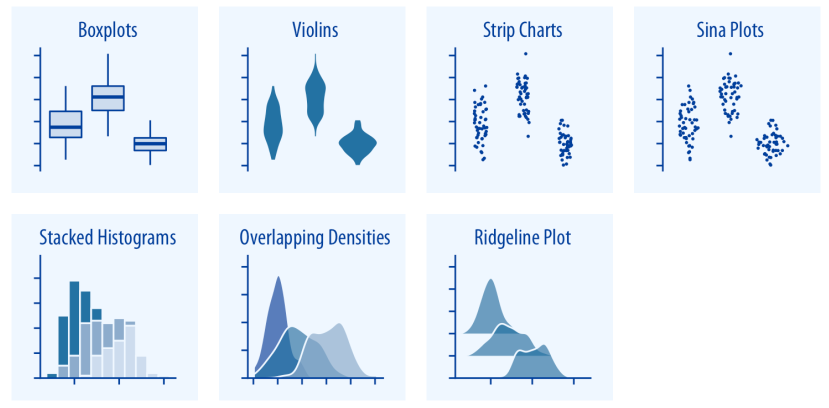 Boxplots
Violins
Strip Charts
Sina Plots
Stacked Histograms
Overlapping Densities
Ridgeline Plot